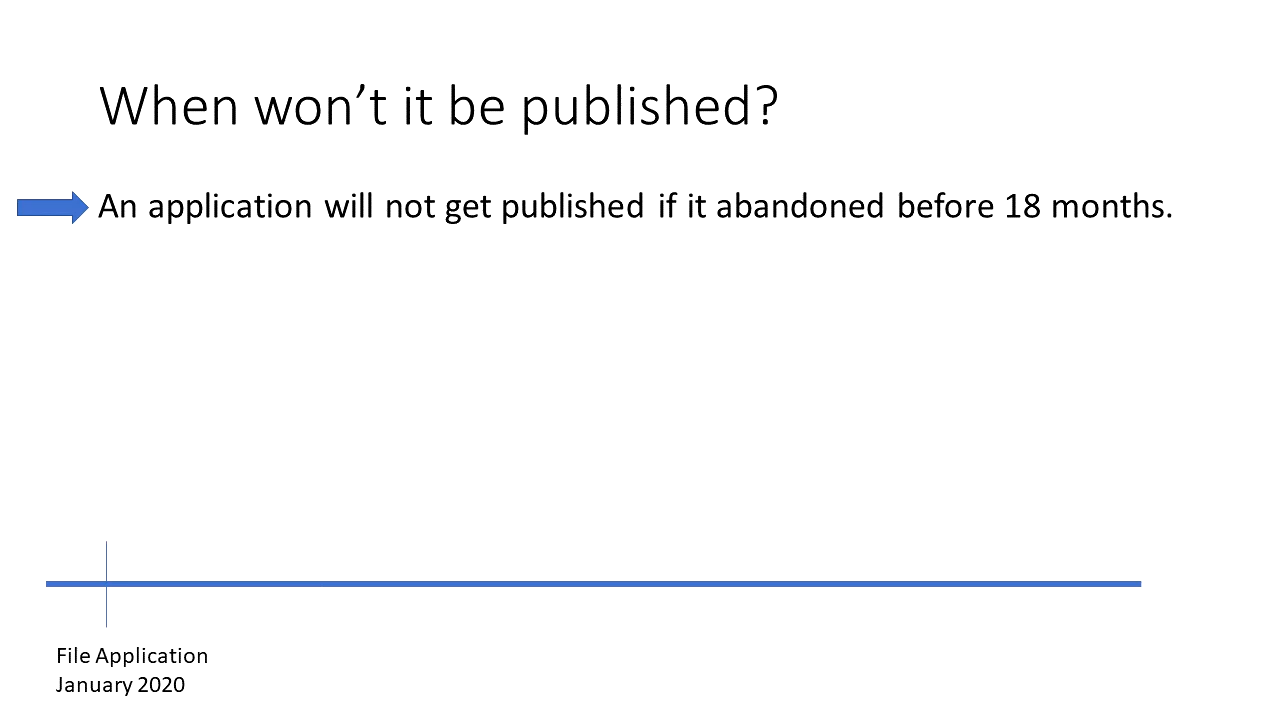 When won’t it be published?
An application will not get published if it abandoned before 18 months.
File Application
January 2020